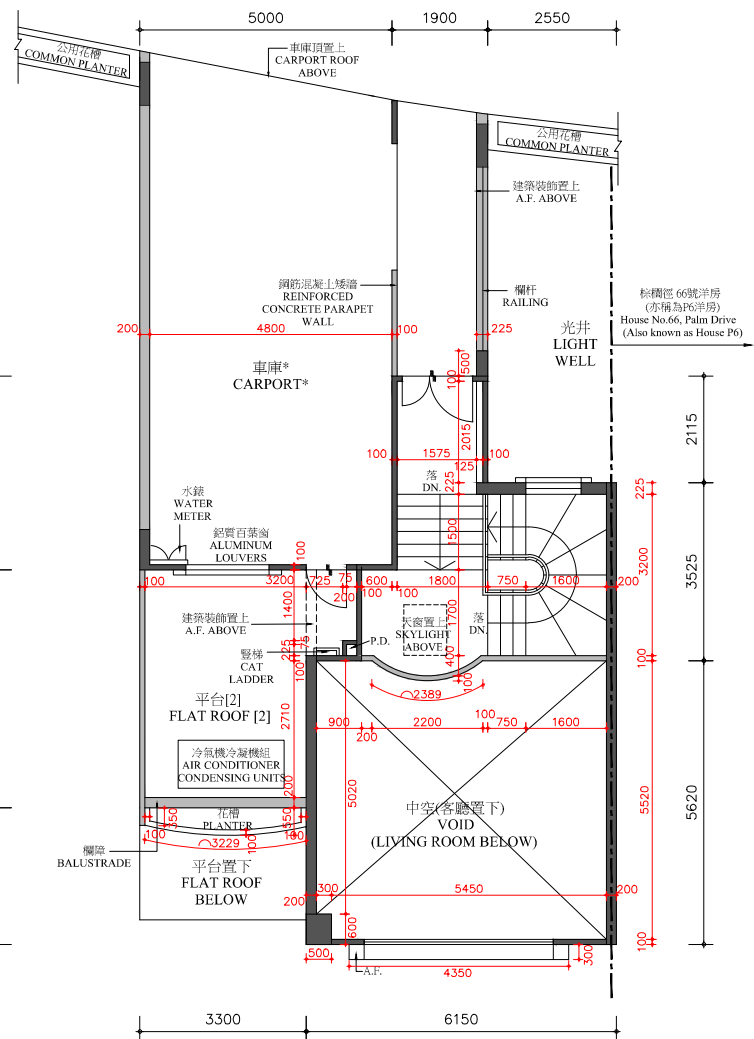 5000
1900
2550
公用花槽
COMMON PLANTER
車庫頂置上
CARPORT ROOF
ABOVE
公用花槽
COMMON PLANTER
建築裝飾置上
A.F. ABOVE
鋼筋混凝土矮牆
REINFORCED
CONCRETE PARAPET
WALL
欄杆
RAILING
棕櫚徑 66號洋房
(亦稱為P6洋房)
House No.66, Palm Drive
(Also known as House P6)
光井
LIGHT
WELL
200
4800
100
225
車庫*
CARPORT*
500
100
2015
2115
100
1575
125
100
225
落
DN.
225
水錶
WATER
METER
鋁質百葉窗
ALUMINUM
LOUVERS
100
1500
3200
3525
100
3200
725
75
200
600
100
100
1800
750
1600
200
1400
1700
建築裝飾置上
A.F. ABOVE
225
75
P.D.
天窗置上
SKYLIGHT
ABOVE
落
DN.
豎梯
CAT
LADDER
100
400
100
100
平台[2]
FLAT ROOF [2]
2710
2389
900
200
2200
100
750
1600
冷氣機冷凝機組
AIR CONDITIONER
CONDENSING UNITS
200
5020
5520
5620
中空(客廳置下)
VOID
(LIVING ROOM BELOW)
350
花槽
PLANTER
550
100
3229
100
100
欄障
BALUSTRADE
平台置下
FLAT ROOF
BELOW
200
300
5450
200
600
500
A.F.
4350
300
100
3300
6150